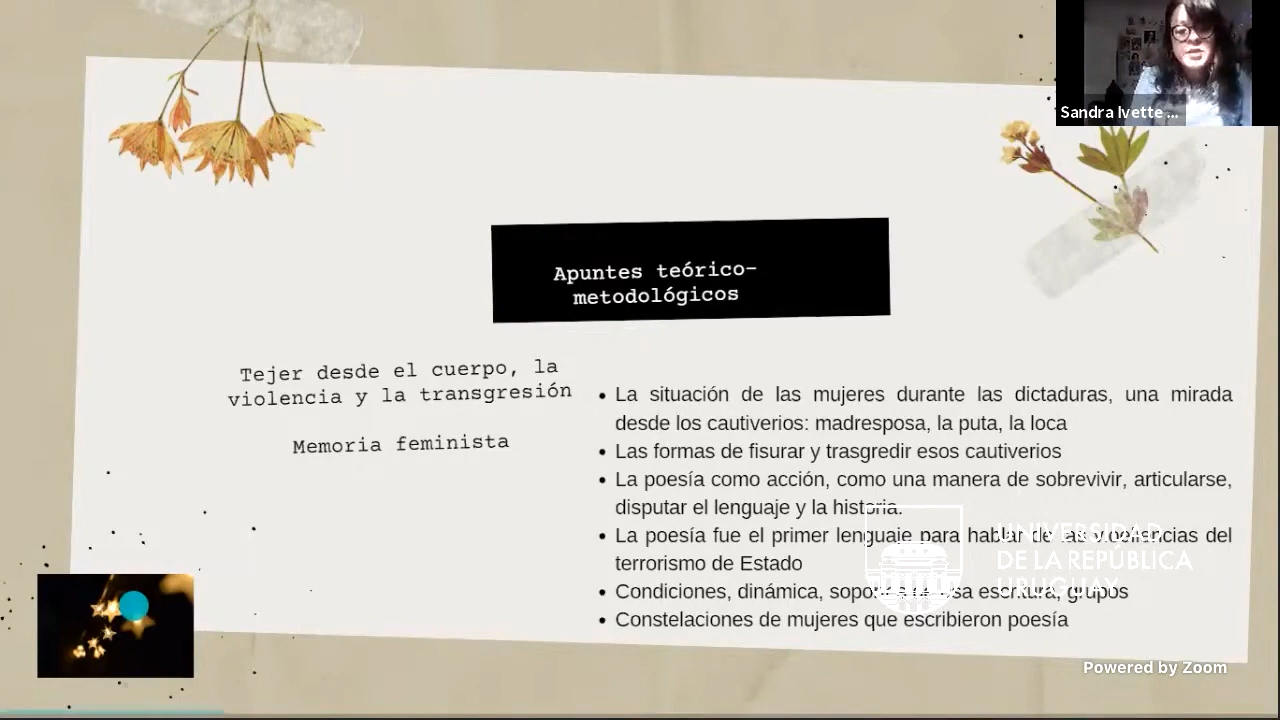 Sandra Ivette ...
Apuntes teórico-
metodológicos
Tejer desde el cuerpo, la
violencia y la transgresión
Memoria feminista
• La situación de las mujeres durante las dictaduras, una mirada
desde los cautiverios: madresposa, la puta, la loca
• Las formas de fisurar y trasgredir esos cautiverios
• La poesía como acción, como una manera de sobrevivir, articularse,
disputar el lenguaje y la historia.
• La poesía fue el primer lenguaje para hablar de las del
terrorismo de Estado
• Condiciones, dinámica, escritura, grupos
• Constelaciones de mujeres que escribieron poesía
UNIVERSIDAD
DE LA REPÚBLICA
URUGUAY
Powered by Zoom